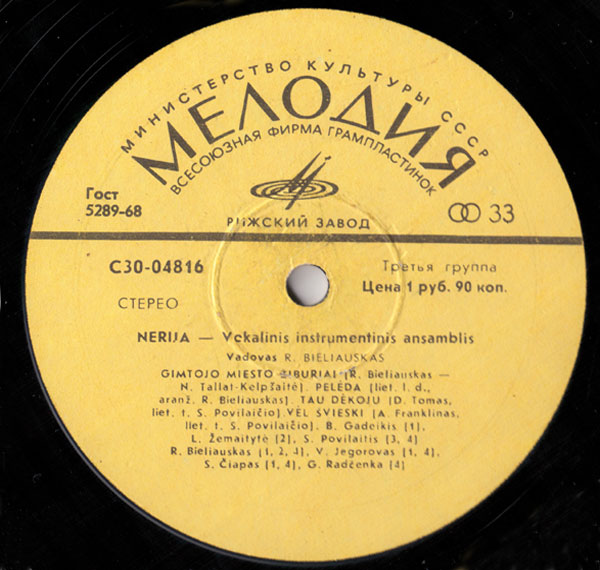 МИНИСТЕРСТВО КУЛЬТУРЫ СССР
МЕЛОДИЯ
ВСЕСОЮЗНАЯ ФИРМА ГРАМПЛАСТИНОК
Гост
5289-68
33
РИЖСКИЙ ЗАВОД
С30-04816
Третья группа
Цена 1 руб. 90 коп.
СТЕРЕО
NERIJA — Vokalinis instrumentinis ansamblis
Vadovas R. BIELIAUSKAS
GIMTOJO MIESTO ŽIBURIAI (R. Bieliauskas —
N. Tallat-Kelpšaitė). PELĖDA (liet. l. d.,
aranž. R. Bieliauskas). TAU DĖKOJU (D. Tomas,
liet. t. S. Povilaičio). VĖL ŠVIESKI (A. Franklinas,
liet. t. S. Povilaičio). B. Gadeikis (1),
L. Žemaitytė (2), S. Povilaitis (3, 4)
R. Bieliauskas (1, 2, 4), V. Jegorovas (1, 4),
S. Čiapas (1, 4), G. Radčenka (4)